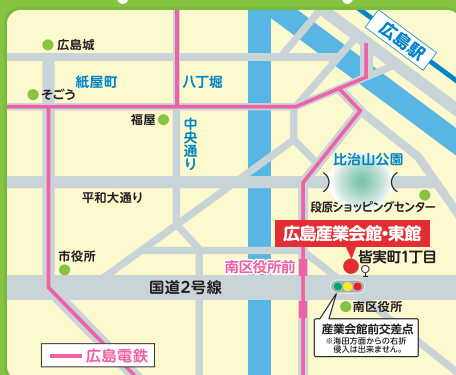 広島駅
広島城
紙屋町
八丁堀
そごう
福屋
中央通り
比治山公園
平和大通り
段原ショッピングセンター
広島産業会館・東館
皆実町1丁目
市役所
南区役所前
国道2号線
南区役所
産業会館前交差点
※海田方面からの右折
侵入は出来ません。
広島電鉄